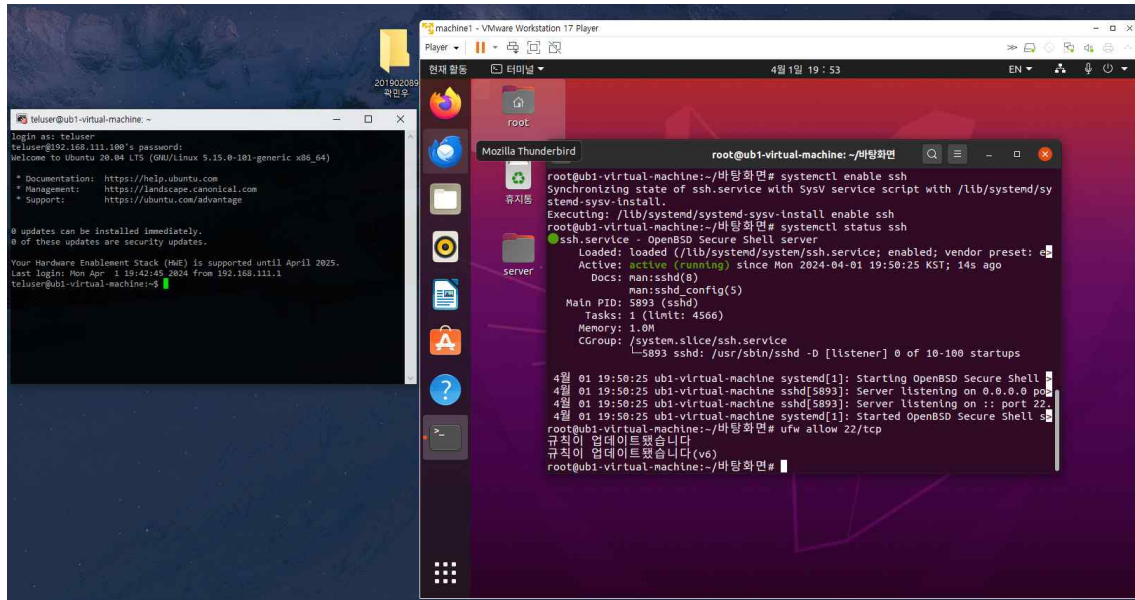 201902089
곽민우
teluser@ub1-virtual-machine: ~
login as: teluser
teluser@192.168.111.100's password:
Welcome to Ubuntu 20.04 LTS (GNU/Linux 5.15.0-101-generic x86_64)
* Documentation: https://help.ubuntu.com
* Management: https://landscape.canonical.com
* Support: https://ubuntu.com/advantage
0 updates can be installed immediately.
0 of these updates are security updates.
Your Hardware Enablement Stack (HWE) is supported until April 2025.
Last login: Mon Apr 1 19:42:45 2024 from 192.168.111.1
teluser@ub1-virtual-machine:~$
machine1 - VMware Workstation 17 Player
Player
현재 활동
터미널
4월 1일 19 : 53
EN
root
Mozilla Thunderbird
휴지통
server
root@ub1-virtual-machine: ~/바탕화면
root@ub1-virtual-machine:~/바탕화면# systemctl enable ssh
Synchronizing state of ssh.service with SysV service script with /lib/systemd/sy
stemd-sysv-install.
Executing: /lib/systemd/systemd-sysv-install enable ssh
root@ub1-virtual-machine:~/바탕화면# systemctl status ssh
ssh.service - OpenBSD Secure Shell server
Loaded: loaded (/lib/systemd/system/ssh.service; enabled; vendor preset: e>
Active: active (running) since Mon 2024-04-01 19:50:25 KST; 14s ago
Docs: man:sshd(8)
man:sshd_config(5)
Main PID: 5893 (sshd)
Tasks: 1 (limit: 4566)
Memory: 1.0M
CGroup: /system.slice/ssh.service
└─5893 sshd: /usr/sbin/sshd -D [listener] 0 of 10-100 startups
4월 01 19:50:25 ub1-virtual-machine systemd[1]: Starting OpenBSD Secure Shell >
4월 01 19:50:25 ub1-virtual-machine sshd[5893]: Server listening on 0.0.0.0 po>
4월 01 19:50:25 ub1-virtual-machine sshd[5893]: Server listening on :: port 22.
4월 01 19:50:25 ub1-virtual-machine systemd[1]: Started OpenBSD Secure Shell s>
root@ub1-virtual-machine:~/바탕화면# ufw allow 22/tcp
규칙이 업데이트됐습니다
규칙이 업데이트됐습니다(v6)
root@ub1-virtual-machine:~/바탕화면#